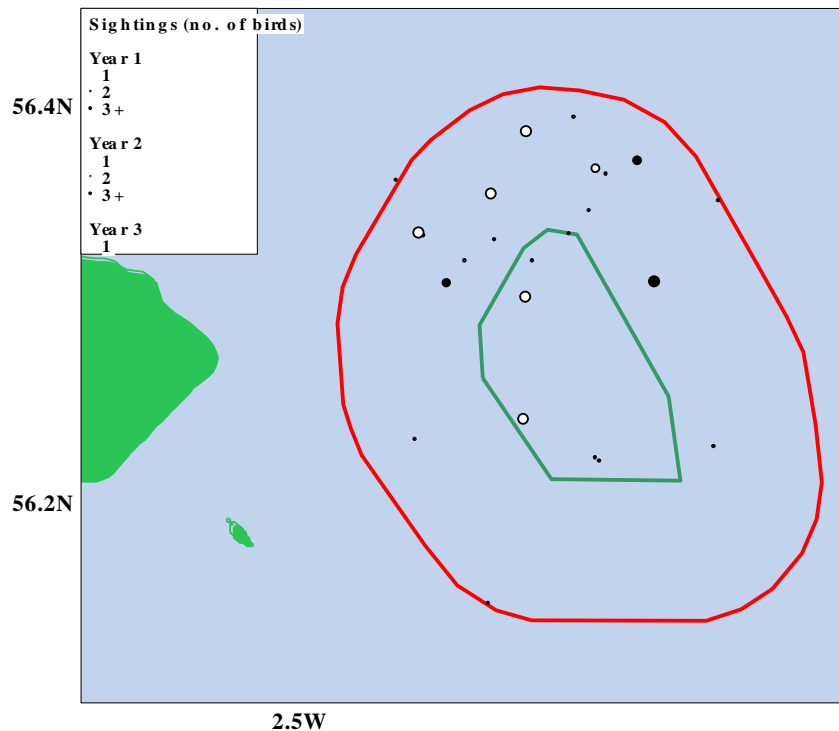 Sightings (no. of birds)
Year 1
1
2
3+
Year 2
1
2
3+
Year 3
1
56.4N
56.2N
2.5W